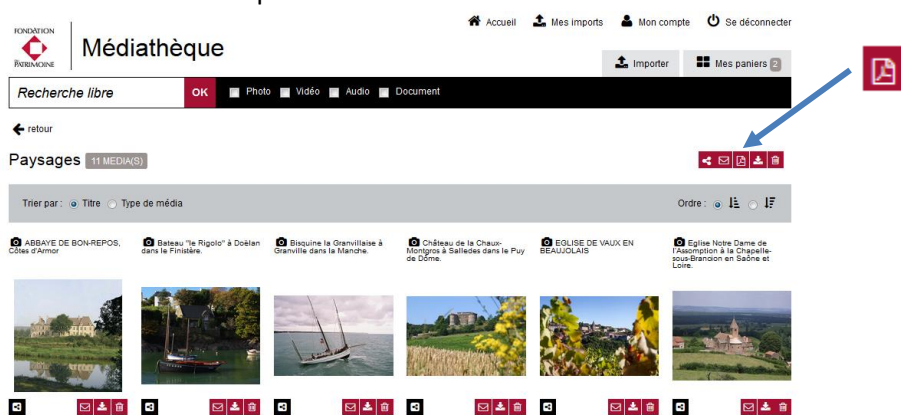 Accueil Mes imports Mon compte Se déconnecter
FONDATION
PATRIMOINE
Médiathèque
Importer Mes paniers 2
Recherche libre OK Photo Vidéo Audio Document
retour
Paysages 11 MEDIA(S)
Trier par : Titre Type de média Ordre :
ABBAYE DE BON-REPOS,
Côtes d'Armor
Bateau "le Rigolo" à Doëlan
dans le Finistère.
Bisquine la Granvillaise à
Granville dans la Manche.
Château de la Chaux-
Montgros à Salledes dans le Puy
de Dôme.
EGLISE DE VAUX EN
BEAUJOLAIS
Eglise Notre Dame de
l'Assomption à la Chapelle-
sous-Brancion en Saône et
Loire.